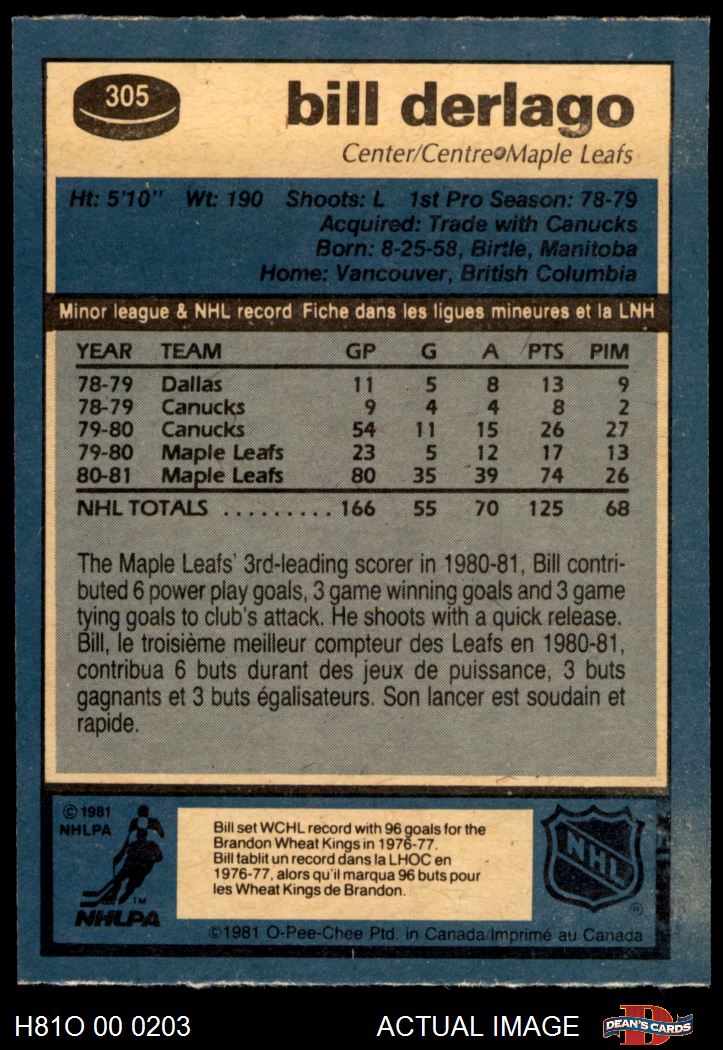 305
bill derlago
Center/Centre●Maple Leafs
Ht: 5'10" Wt: 190 Shoots: L 1st Pro Season: 78-79
Acquired: Trade with Canucks
Born: 8-25-58, Birtle, Manitoba
Home: Vancouver, British Columbia
Minor league & NHL record Fiche dans les ligues mineures et la LNH
YEAR TEAM GP G A PTS PIM
78-79 Dallas 11 5 8 13 9
78-79 Canucks 9 4 4 8 2
79-80 Canucks 54 11 15 26 27
79-80 Maple Leafs 23 5 12 17 13
80-81 Maple Leafs 80 35 39 74 26
NHL TOTALS ......... 166 55 70 125 68
The Maple Leafs' 3rd-leading scorer in 1980-81, Bill contri-
buted 6 power play goals, 3 game winning goals and 3 game
tying goals to club's attack. He shoots with a quick release.
Bill, le troisième meilleur compteur des Leafs en 1980-81,
contribua 6 buts durant des jeux de puissance, 3 buts
gagnants et 3 buts égalisateurs. Son lancer est soudain et
rapide.
© 1981
NHLPA
TM
NHLPA
Bill set WCHL record with 96 goals for the
Brandon Wheat Kings in 1976-77.
Bill tablit un record dans la LHOC en
1976-77, alors qu'il marqua 96 buts pour
les Wheat Kings de Brandon.
NHL
®
©1981 O-Pee-Chee Ptd. in Canada/Imprimé au Canada
H81O 00 0203 ACTUAL IMAGE
D
DEAN'S CARDS